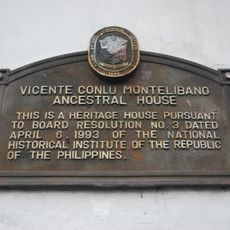 VICENTE CONLU MONTELIBANO
ANCESTRAL HOUSE
THIS IS A HERITAGE HOUSE PURSUANT
TO BOARD RESOLUTION NO 3 DATED
APRIL 6, 1993 OF THE NATIONAL
HISTORICAL INSTITUTE OF THE REPUBLIC
OF THE PHILIPPINES.